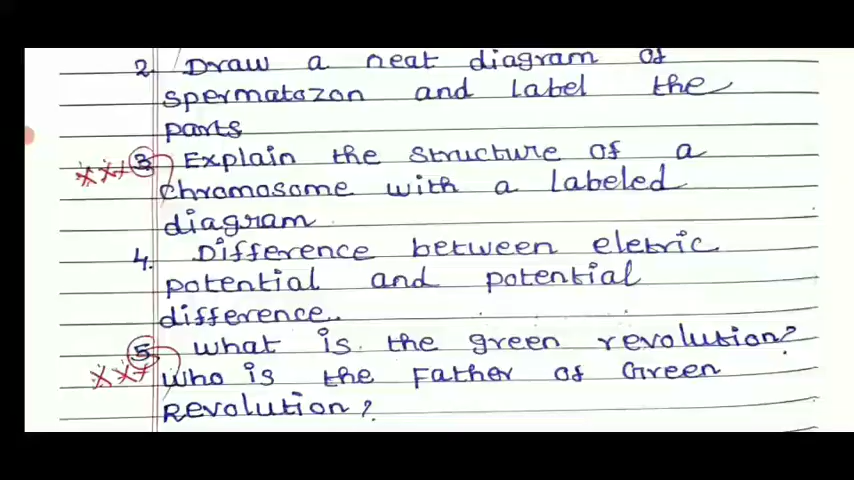 2. Draw a neat diagram of
spermatozon and label the
parts
3 Explain the structure of a
chromasome with a labeled
diagram
4. Difference between eletric
potential and potential
difference.
5 What is the green revolution?
Who is the Father of Green
Revolution?